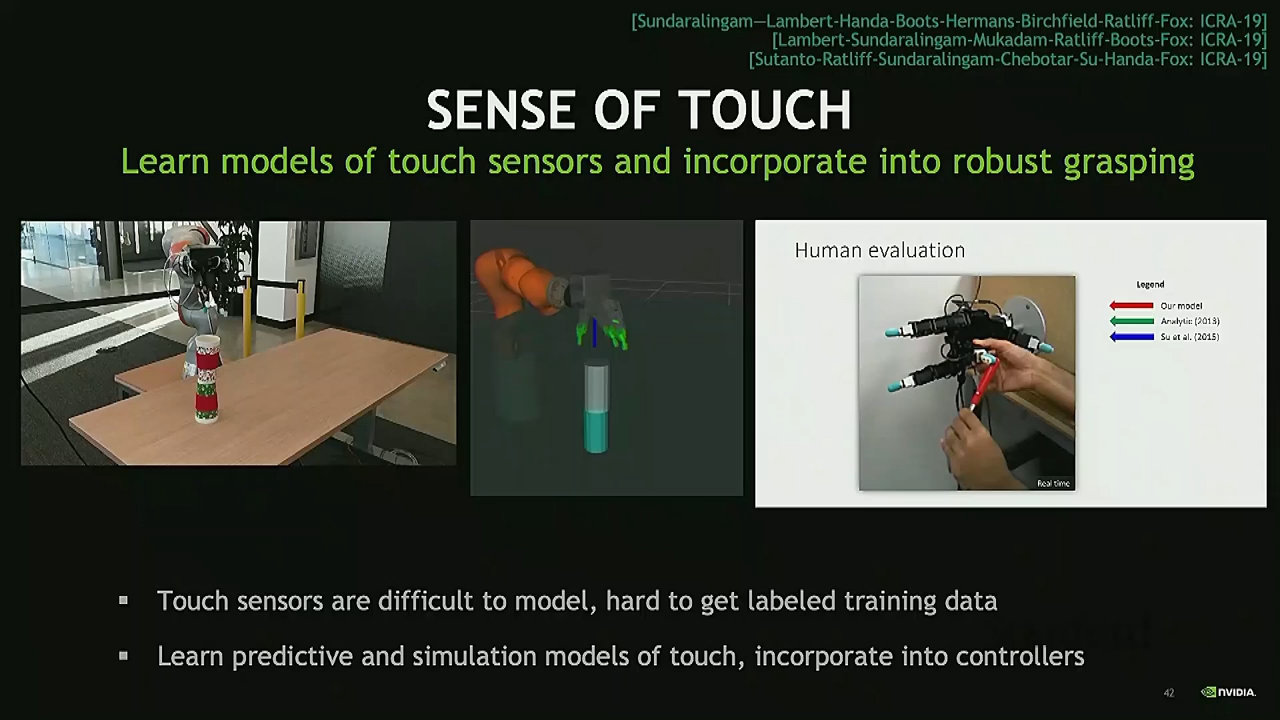 [Sundaralingam—Lambert-Handa-Boots-Hermans-Birchfield-Ratliff-Fox: ICRA-19]
[Lambert-Sundaralingam-Mukadam-Ratliff-Boots-Fox: ICRA-19]
[Sutanto-Ratliff-Sundaralingam-Chebotar-Su-Handa-Fox: ICRA-19]
SENSE OF TOUCH
Learn models of touch sensors and incorporate into robust grasping
Human evaluation
Legend
Our model
Analytic (2013)
Su et al. (2015)
Real time
▪ Touch sensors are difficult to model, hard to get labeled training data
▪ Learn predictive and simulation models of touch, incorporate into controllers
42
NVIDIA.